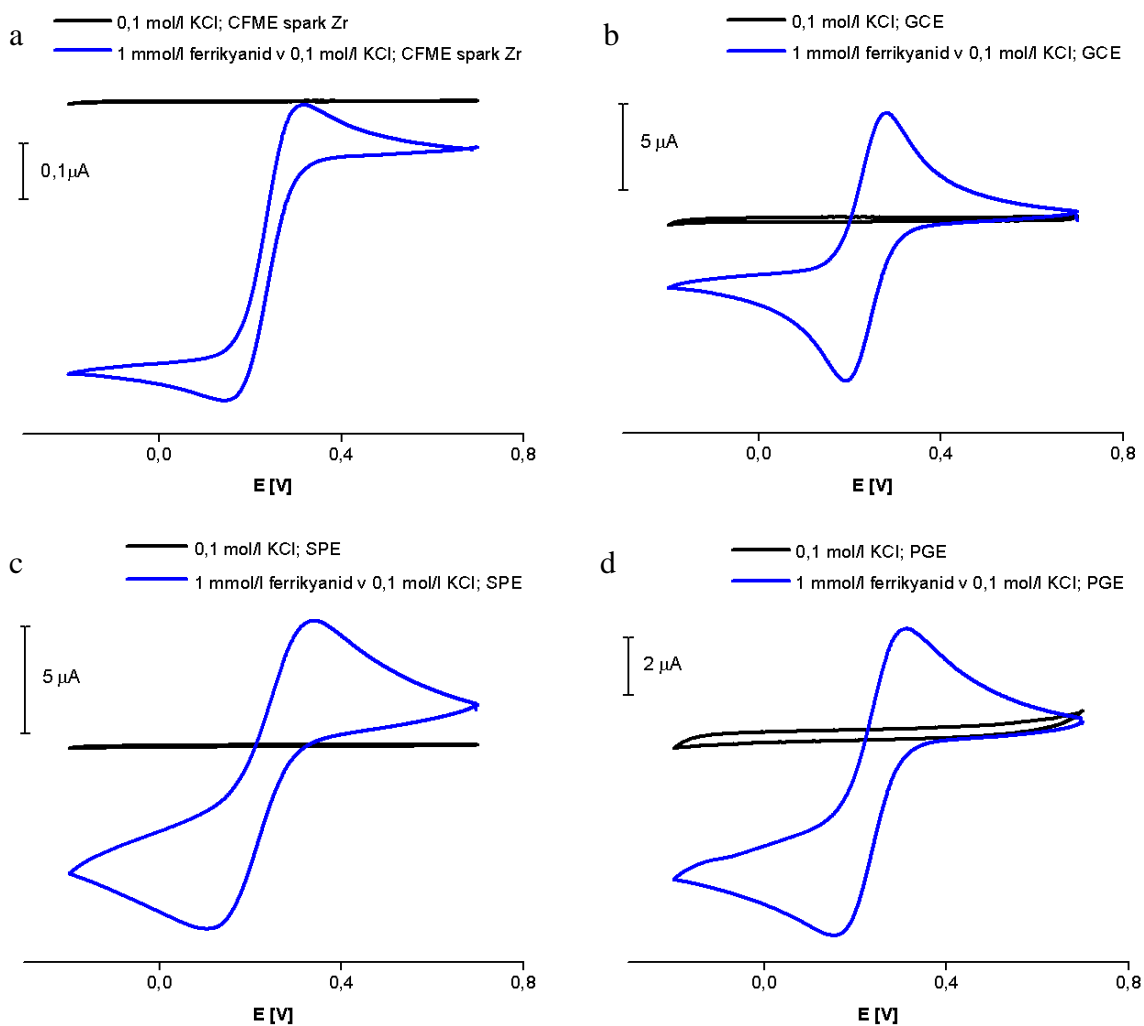 a
0,1 mol/l KCl; CFME spark Zr
1 mmol/l ferrikyanid v 0,1 mol/l KCl; CFME spark Zr
0,1µA
0,0
0,4
0,8
E [V]
b
0,1 mol/l KCl; GCE
1 mmol/l ferrikyanid v 0,1 mol/l KCl; GCE
5 µA
0,0
0,4
0,8
E [V]
c
0,1 mol/l KCl; SPE
1 mmol/l ferrikyanid v 0,1 mol/l KCl; SPE
5 µA
0,0
0,4
0,8
E [V]
d
0,1 mol/l KCl; PGE
1 mmol/l ferrikyanid v 0,1 mol/l KCl; PGE
2 µA
0,0
0,4
0,8
E [V]